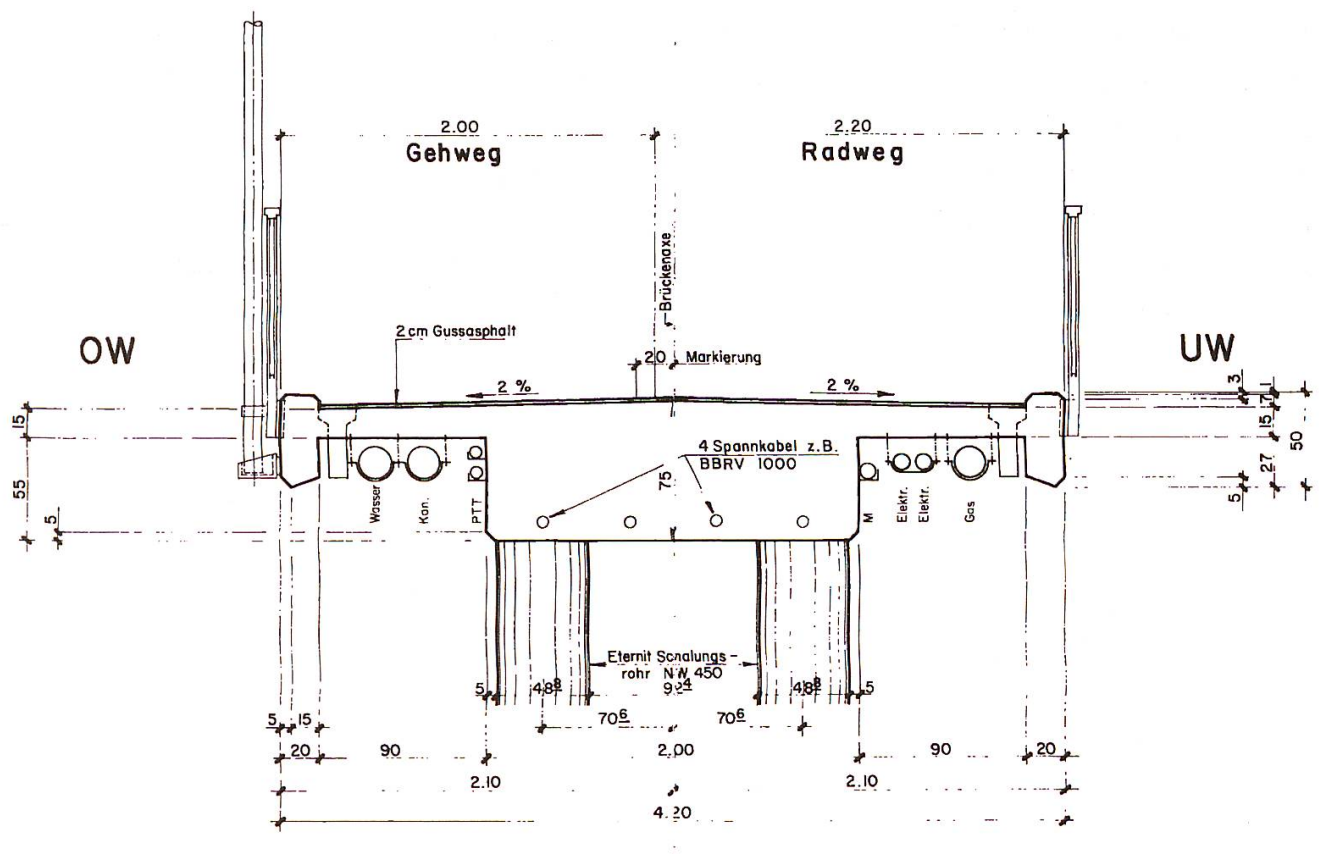 2.00
2.20
Gehweg
Radweg
Brückenaxe
OW
2 cm Gussasphalt
20 Markierung
UW
2 %
2 %
3
1
7
15
15
50
4 Spannkabel z.B.
BBRV 1000
75
27
55
5
5
Wasser
Kan.
PTT
M
Elektr.
Elektr.
Gas
Eternit Schalungs-
rohr NW 450
5
48⁸
92⁴
48⁸
5
5
15
70⁶
70⁶
20
90
2.00
90
20
2.10
2.10
4.20